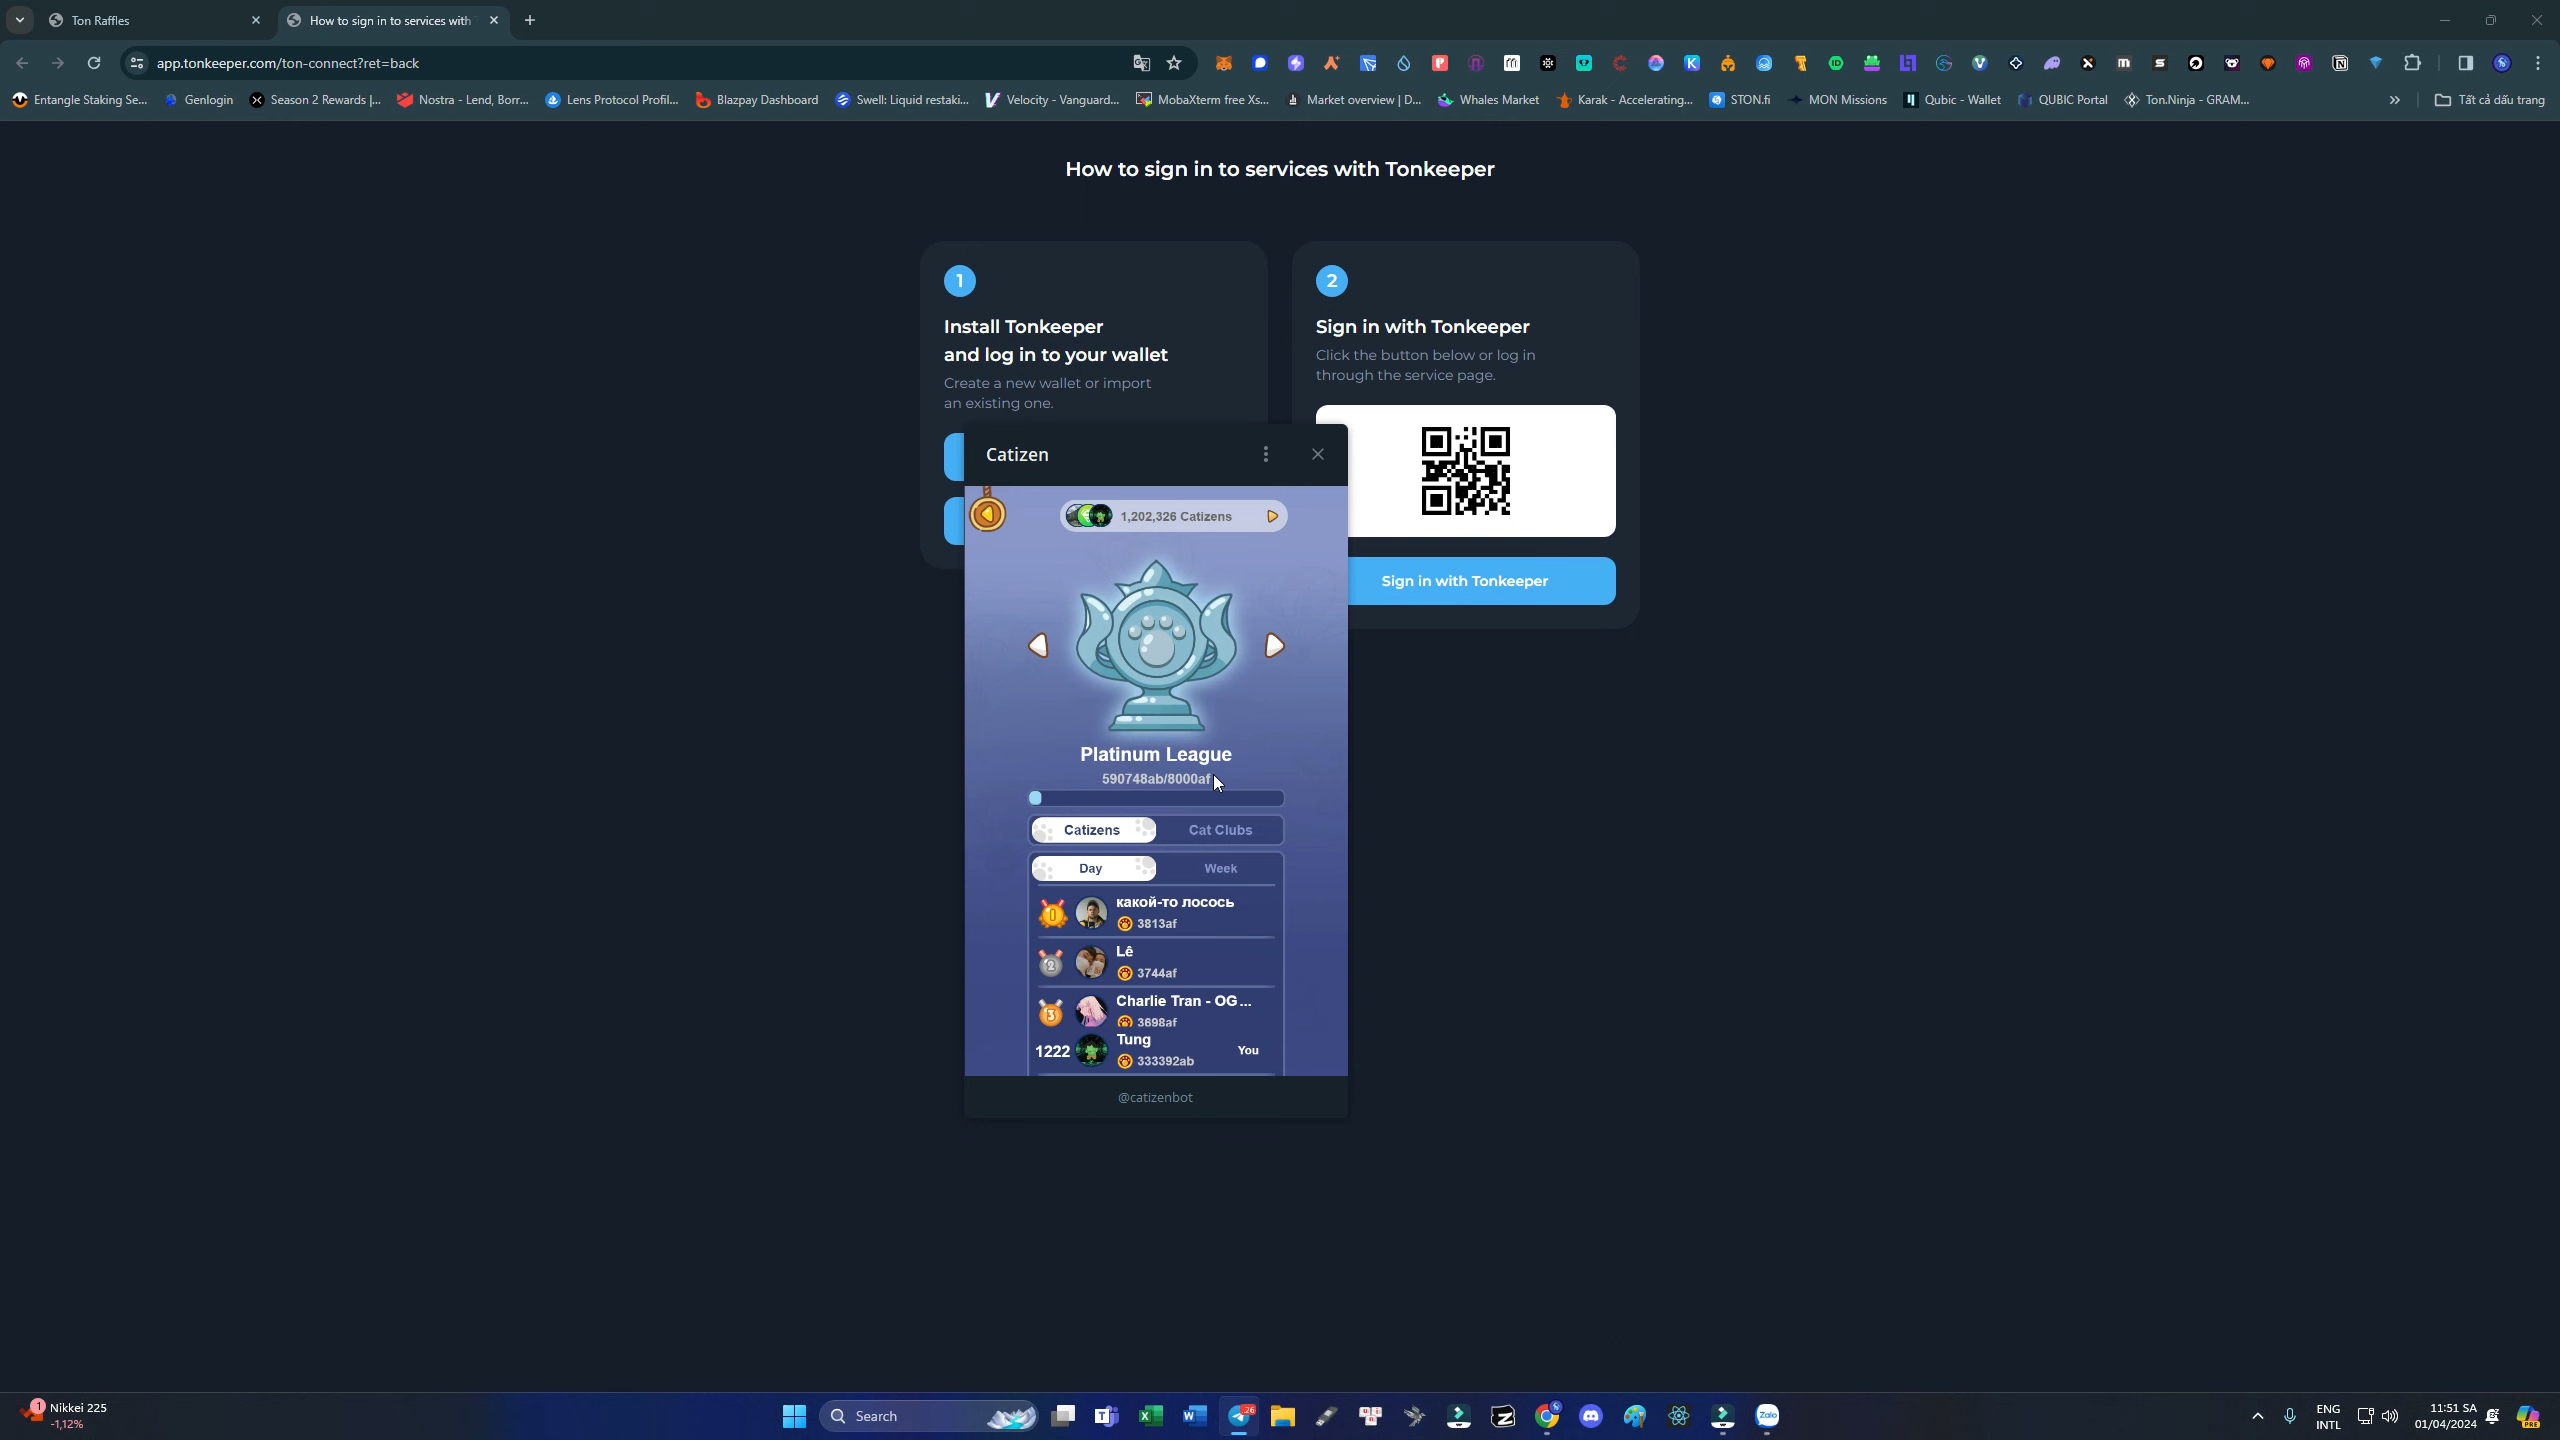 Ton Raffles
How to sign in to services with
app.tonkeeper.com/ton-connect?ret=back
Entangle Staking Se...
Genlogin
Season 2 Rewards |...
Nostra - Lend, Borr...
Lens Protocol Profil...
Blazpay Dashboard
Swell: Liquid restaki...
Velocity - Vanguard...
MobaXterm free Xs...
Market overview | D...
Whales Market
Karak - Accelerating...
STON.fi
MON Missions
Qubic - Wallet
QUBIC Portal
Ton.Ninja - GRAM...
Tất cả dấu trang
How to sign in to services with Tonkeeper
1
Install Tonkeeper
and log in to your wallet
Create a new wallet or import
an existing one.
2
Sign in with Tonkeeper
Click the button below or log in
through the service page.
Sign in with Tonkeeper
Catizen
1,202,326 Catizens
Platinum League
590748ab/8000af
Catizens
Cat Clubs
Day
Week
1
какой-то лосось
3813af
2
Lê
3744af
3
Charlie Tran - OG...
3698af
1222
Tung
333392ab
You
@catizenbot
1
Nikkei 225
-1,12%
Search
26
Zalo
ENG
INTL
11:51 SA
01/04/2024